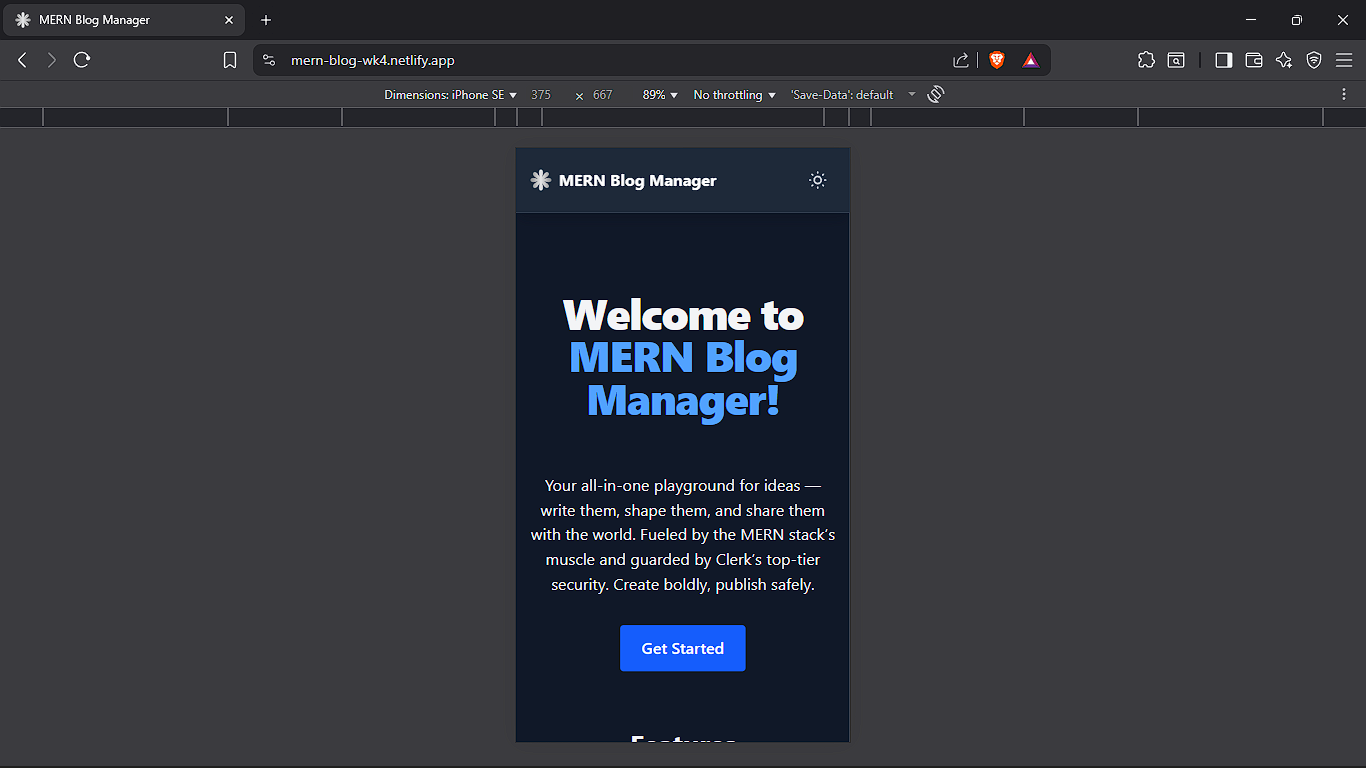 MERN Blog Manager
mern-blog-wk4.netlify.app
Dimensions: iPhone SE 375 × 667 89% No throttling 'Save-Data': default
MERN Blog Manager
Welcome to
MERN Blog
Manager!
Your all-in-one playground for ideas —
write them, shape them, and share them
with the world. Fueled by the MERN stack's
muscle and guarded by Clerk's top-tier
security. Create boldly, publish safely.
Get Started
Features